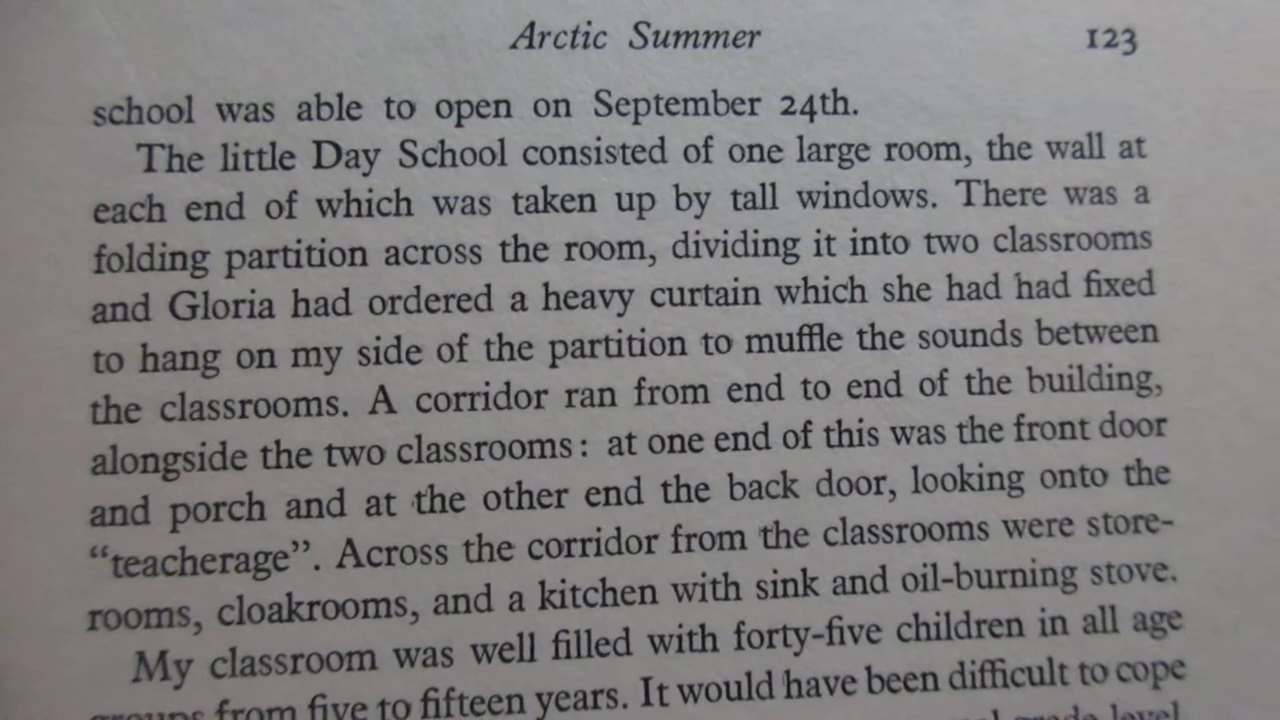 Arctic Summer 123
school was able to open on September 24th.
The little Day School consisted of one large room, the wall at
each end of which was taken up by tall windows. There was a
folding partition across the room, dividing it into two classrooms
and Gloria had ordered a heavy curtain which she had had fixed
to hang on my side of the partition to muffle the sounds between
the classrooms. A corridor ran from end to end of the building,
alongside the two classrooms: at one end of this was the front door
and porch and at the other end the back door, looking onto the
“teacherage”. Across the corridor from the classrooms were store-
rooms, cloakrooms, and a kitchen with sink and oil-burning stove.
My classroom was well filled with forty-five children in all age
groups from five to fifteen years. It would have been difficult to cope
grade level